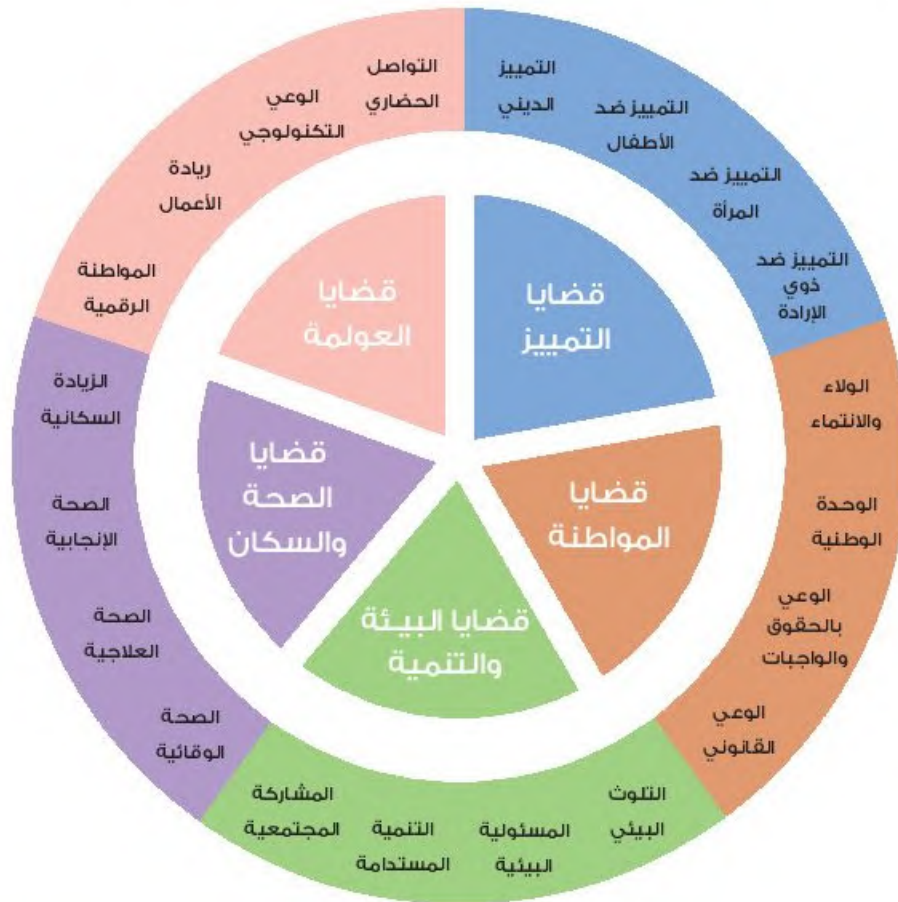 قضايا
التمييز
التمييز
الديني
التمييز ضد
الأطفال
التمييز ضد
المرأة
التمييز ضد
ذوي
الإرادة
قضايا
المواطنة
الولاء
والانتماء
الوحدة
الوطنية
الوعي
بالحقوق
والواجبات
الوعي
القانوني
قضايا البيئة
والتنمية
التلوث
البيئي
المسئولية
البيئية
التنمية
المستدامة
المشاركة
المجتمعية
قضايا
الصحة
والسكان
الصحة
الوقائية
الصحة
العلاجية
الصحة
الإنجابية
الزيادة
السكانية
قضايا
العولمة
المواطنة
الرقمية
ريادة
الأعمال
الوعي
التكنولوجي
التواصل
الحضاري